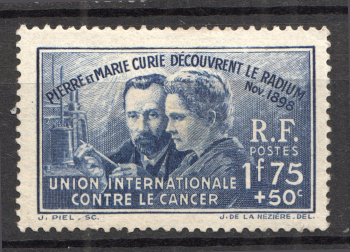 PIERRE ET MARIE CURIE DÉCOUVRENT LE RADIUM
Nov. 1898
R.F.
POSTES
1f75
+50c
UNION INTERNATIONALE
CONTRE LE CANCER
J. PIEL. SC.
J. DE LA NEZIÈRE. DEL.